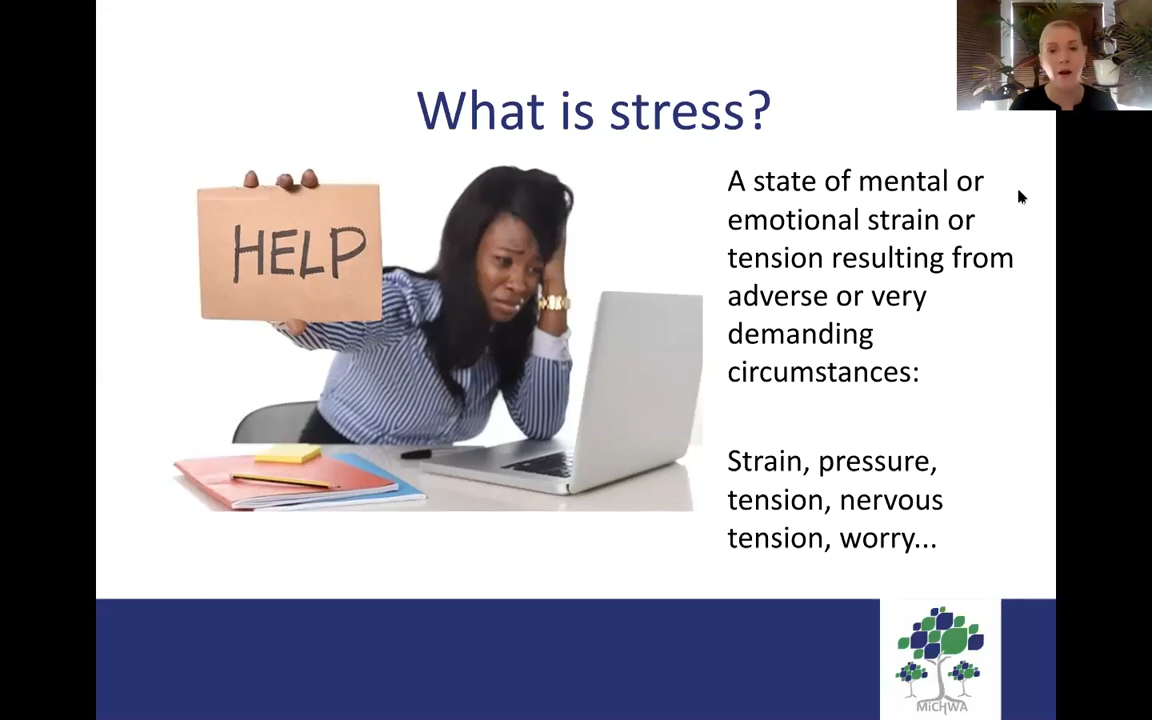 What is stress?
HELP
A state of mental or
emotional strain or
tension resulting from
adverse or very
demanding
circumstances:
Strain, pressure,
tension, nervous
tension, worry...
MiCHWA